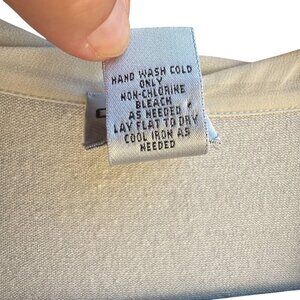 HAND WASH COLD
ONLY
NON-CHLORINE
BLEACH
AS NEEDED
LAY FLAT TO DRY
COOL IRON AS
NEEDED